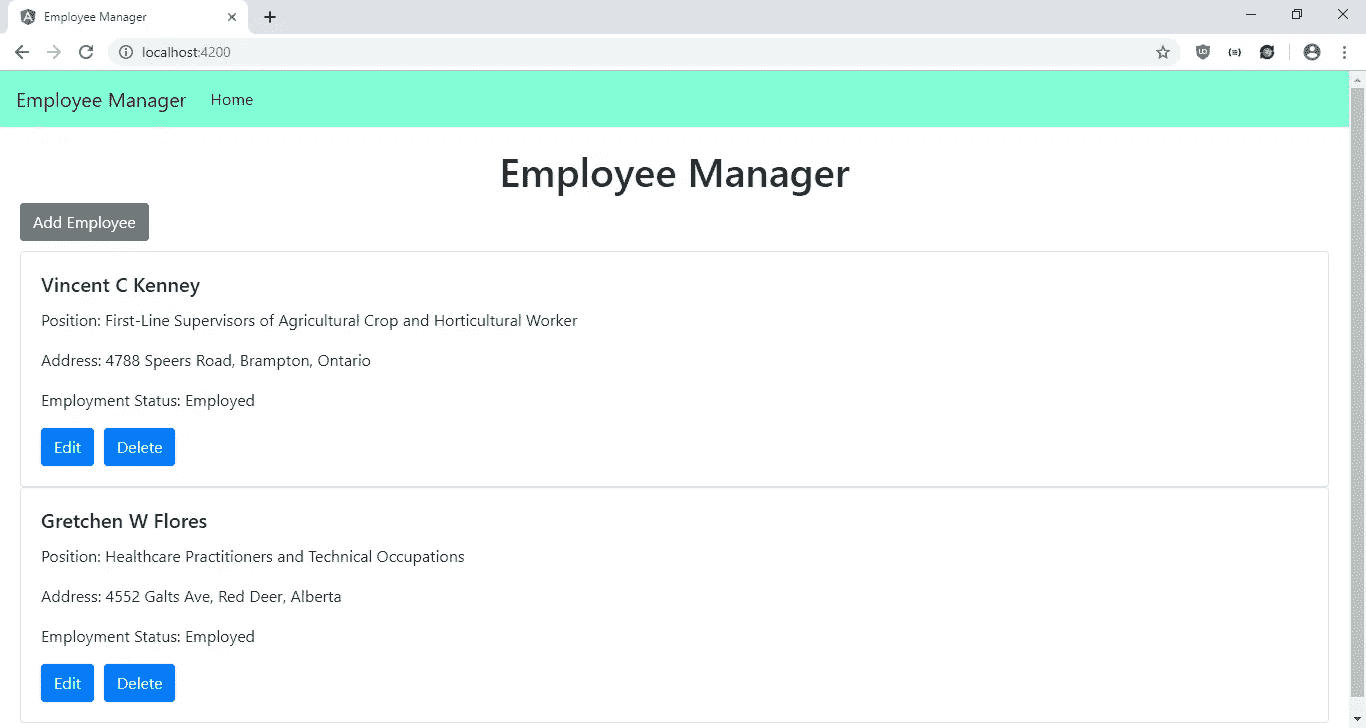 Employee Manager
localhost:4200
Employee Manager Home
Employee Manager
Add Employee
Vincent C Kenney
Position: First-Line Supervisors of Agricultural Crop and Horticultural Worker
Address: 4788 Speers Road, Brampton, Ontario
Employment Status: Employed
Edit Delete
Gretchen W Flores
Position: Healthcare Practitioners and Technical Occupations
Address: 4552 Galts Ave, Red Deer, Alberta
Employment Status: Employed
Edit Delete